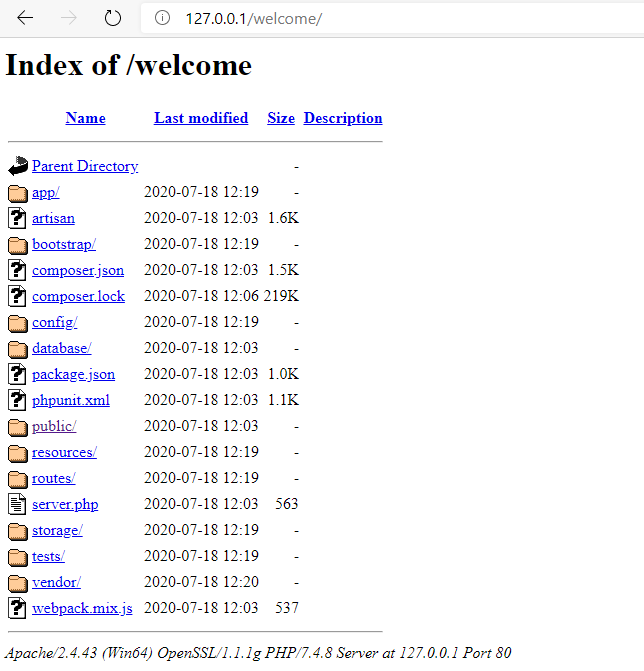 127.0.0.1/welcome/
Index of /welcome
Name Last modified Size Description
Parent Directory -
app/ 2020-07-18 12:19 -
artisan 2020-07-18 12:03 1.6K
bootstrap/ 2020-07-18 12:19 -
composer.json 2020-07-18 12:03 1.5K
composer.lock 2020-07-18 12:06 219K
config/ 2020-07-18 12:19 -
database/ 2020-07-18 12:03 -
package.json 2020-07-18 12:03 1.0K
phpunit.xml 2020-07-18 12:03 1.1K
public/ 2020-07-18 12:03 -
resources/ 2020-07-18 12:19 -
routes/ 2020-07-18 12:19 -
server.php 2020-07-18 12:03 563
storage/ 2020-07-18 12:19 -
tests/ 2020-07-18 12:19 -
vendor/ 2020-07-18 12:20 -
webpack.mix.js 2020-07-18 12:03 537
Apache/2.4.43 (Win64) OpenSSL/1.1.1g PHP/7.4.8 Server at 127.0.0.1 Port 80